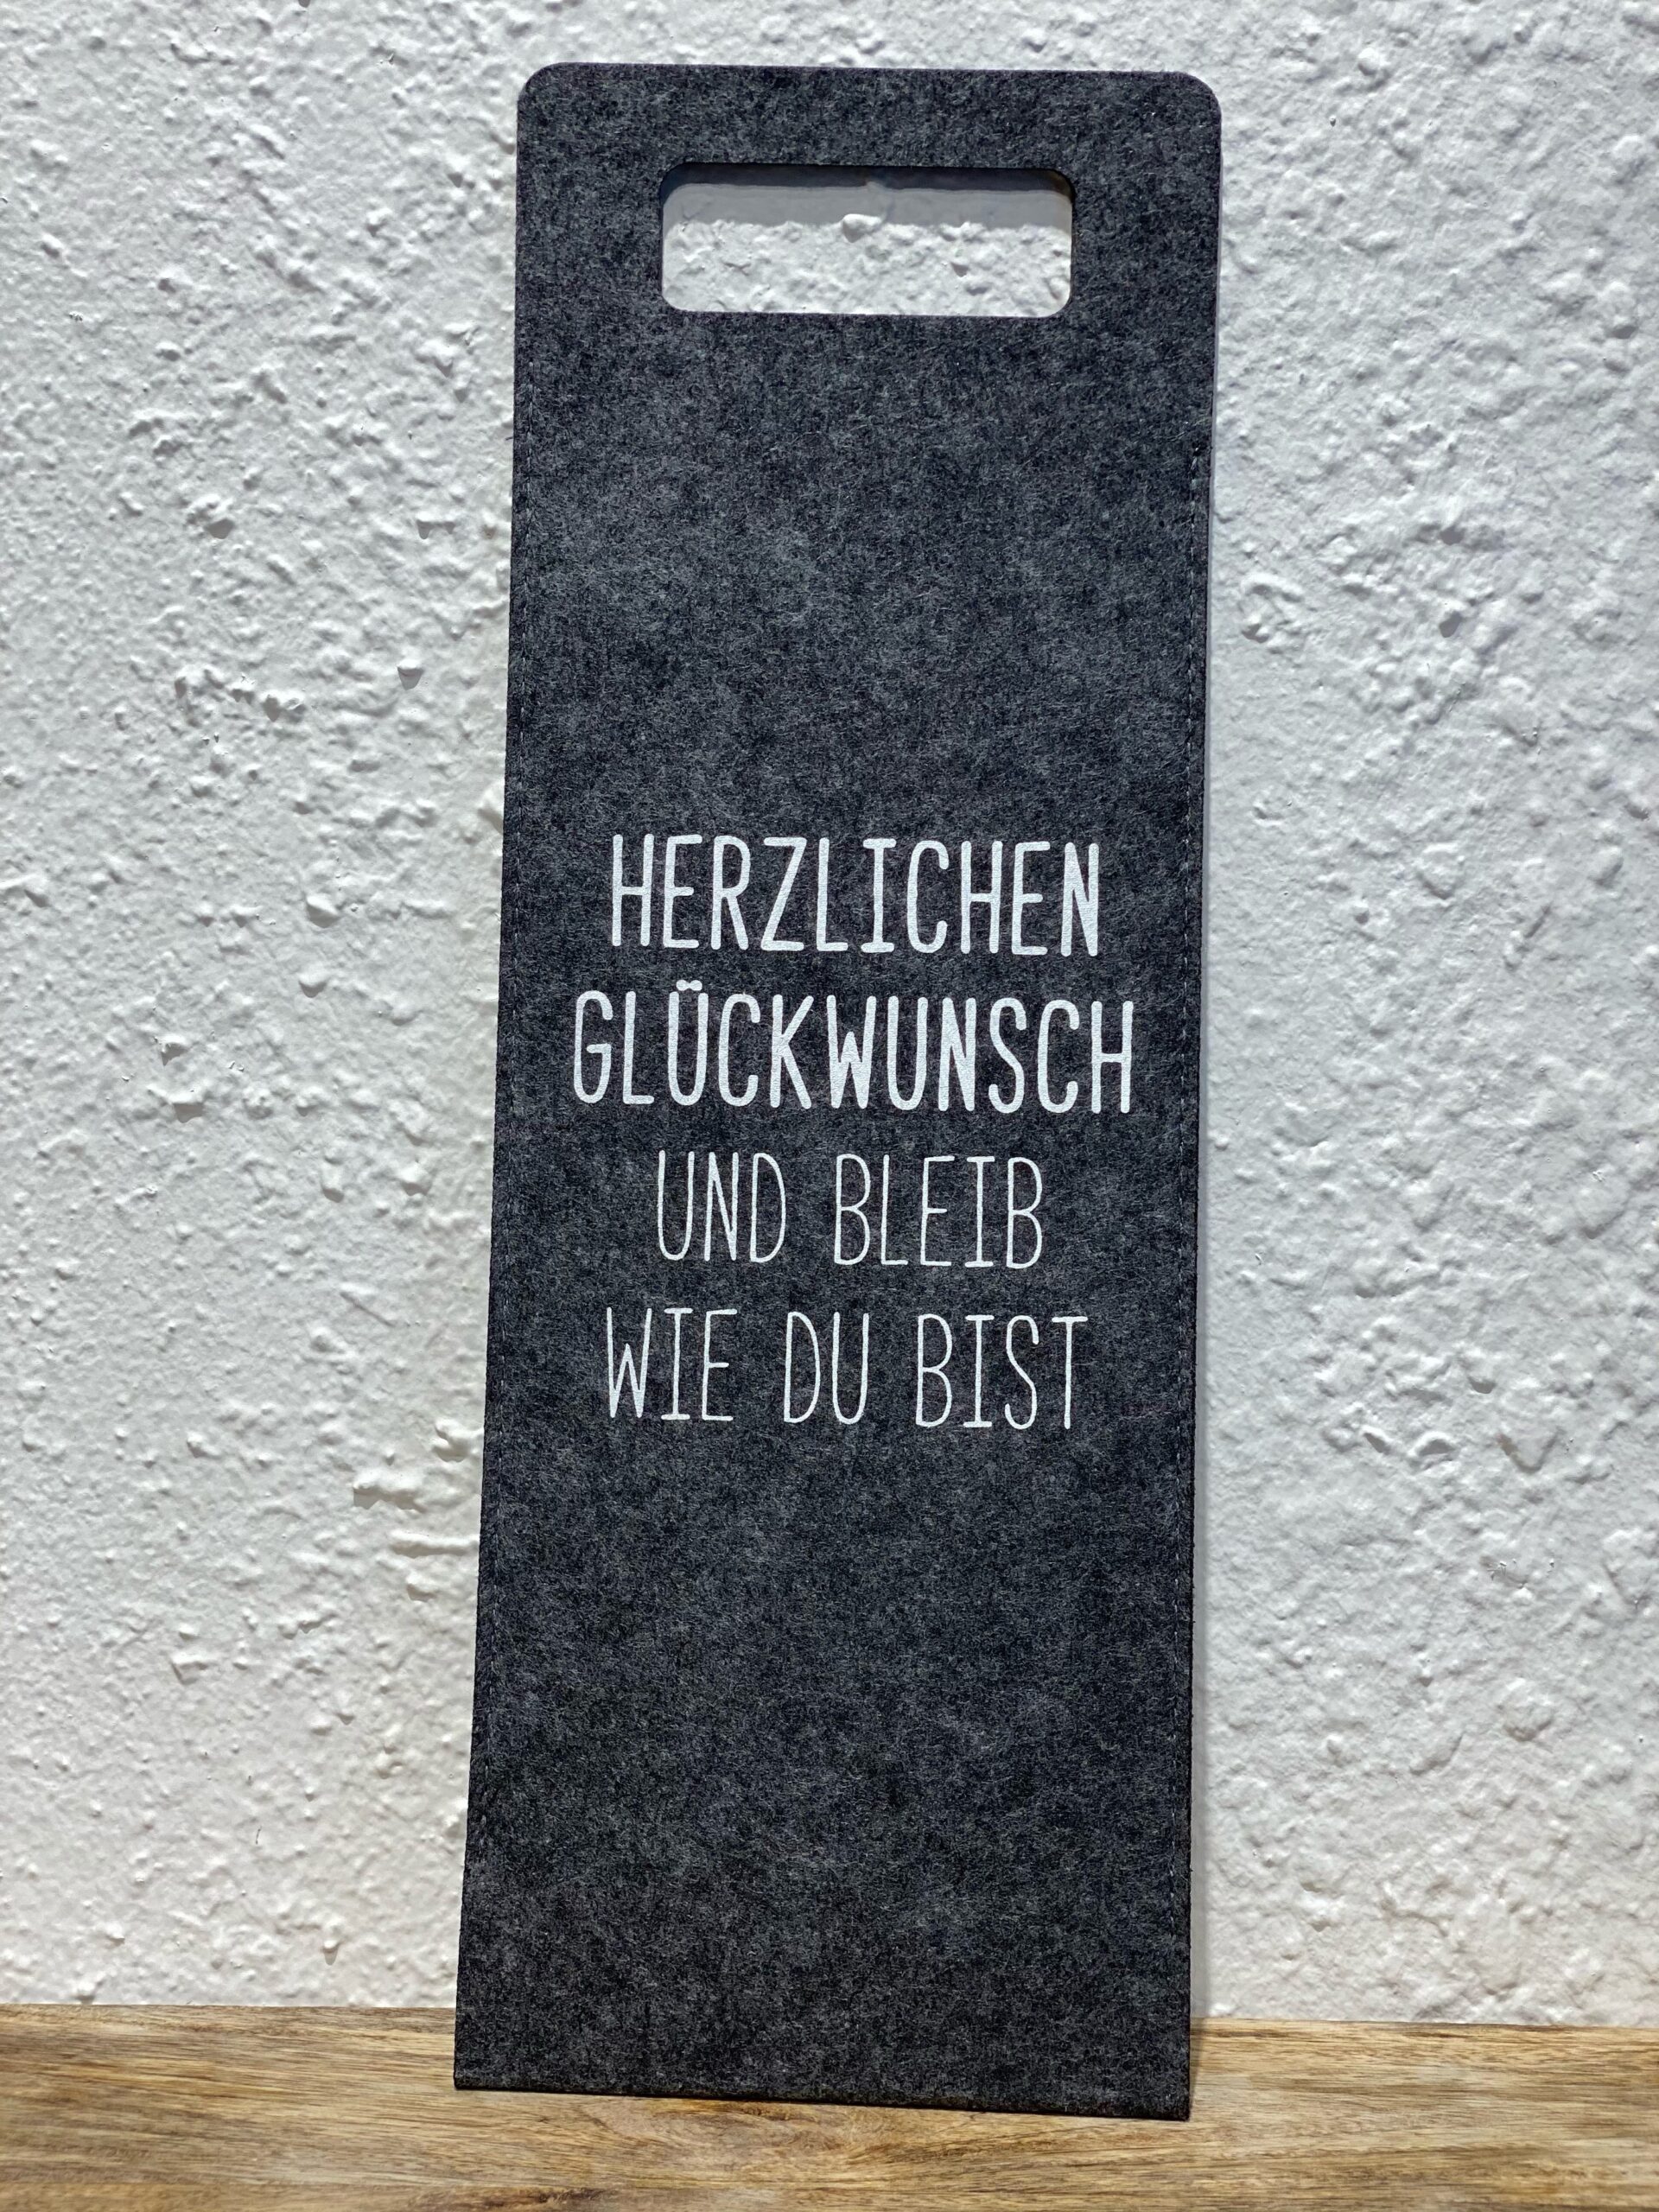 HERZLICHEN
GLÜCKWUNSCH
UND BLEIB
WIE DU BIST